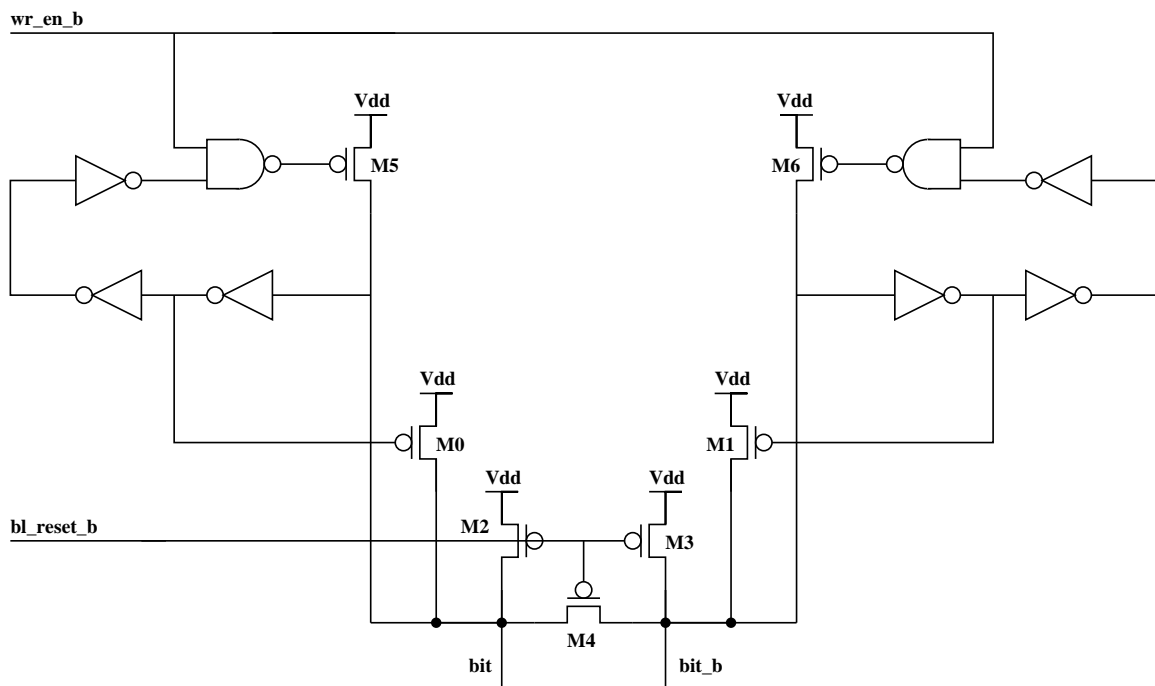 wr_en_b
Vdd
Vdd
M5
M6
Vdd
Vdd
M0
M1
Vdd
Vdd
bl_reset_b
M2
M3
M4
bit
bit_b